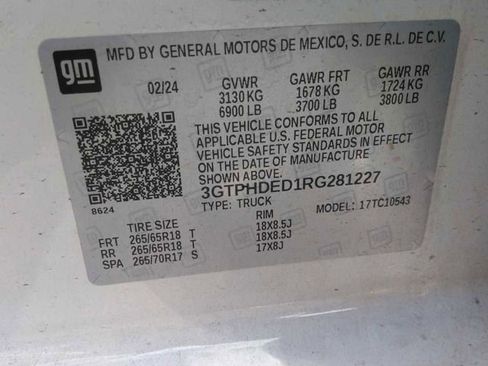 gm
MFD BY GENERAL MOTORS DE MEXICO, S. DE R.L. DE C.V.
02/24 GVWR GAWR FRT GAWR RR
3130 KG 1678 KG 1724 KG
6900 LB 3700 LB 3800 LB
THIS VEHICLE CONFORMS TO ALL
APPLICABLE U.S. FEDERAL MOTOR
VEHICLE SAFETY STANDARDS IN EFFECT
ON THE DATE OF MANUFACTURE
SHOWN ABOVE.
8624
3GTPHDED1RG281227
TYPE: TRUCK MODEL: 17TC10543
TIRE SIZE RIM
FRT 265/65R18 T 18X8.5J
RR 265/65R18 T 18X8.5J
SPA 265/70R17 S 17X8J